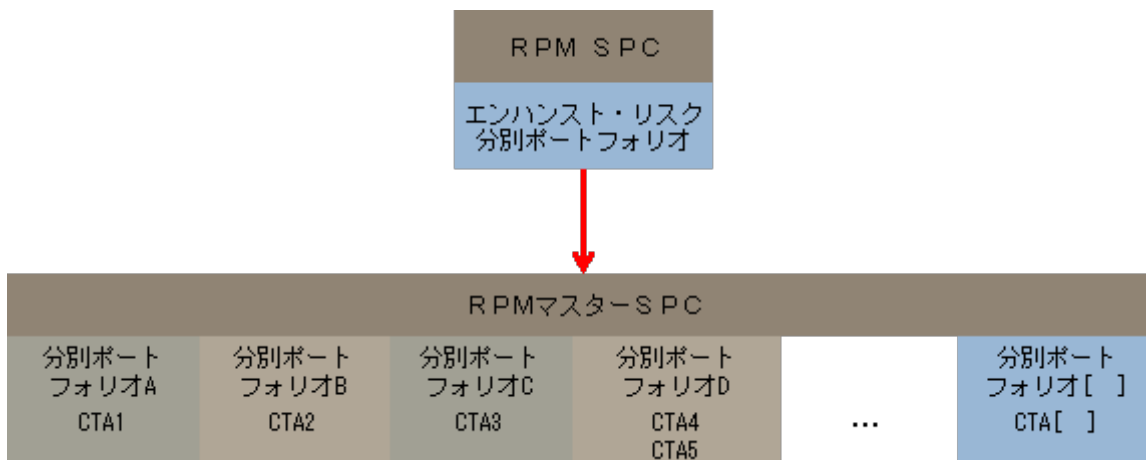 RPM SPC
エンハンスト・リスク
分別ポートフォリオ
RPMマスターSPC
分別ポート
フォリオA
CTA1
分別ポート
フォリオB
CTA2
分別ポート
フォリオC
CTA3
分別ポート
フォリオD
CTA4
CTA5
…
分別ポート
フォリオ[ ]
CTA[ ]